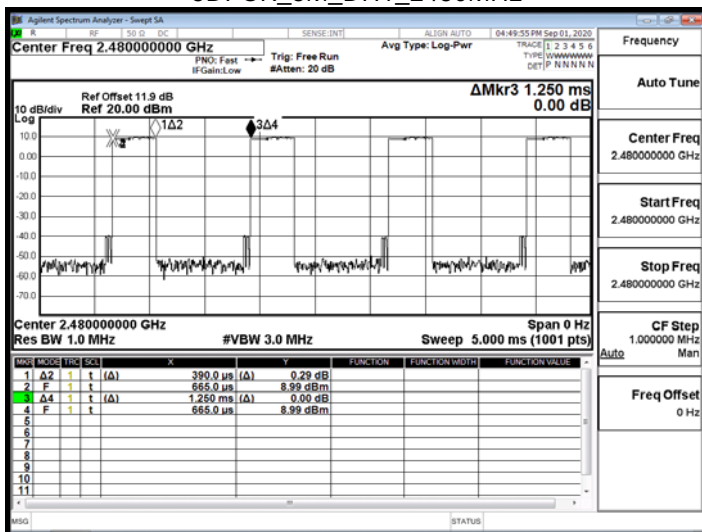 Agilent Spectrum Analyzer - Swept SA
R RF 50 Ω DC SENSE:INT ALIGN AUTO 04:49:55 PM Sep 01, 2020
Center Freq 2.480000000 GHz Avg Type: Log-Pwr TRACE 1 2 3 4 5 6
PNO: Fast Trig: Free Run TYPE WWWWWW
IFGain:Low #Atten: 20 dB DET P NNNNN
Ref Offset 11.9 dB ΔMkr3 1.250 ms
10 dB/div Ref 20.00 dBm 0.00 dB
Log
1Δ2 3Δ4
10.0
0.00
-10.0
-20.0
-30.0
-40.0
-50.0
-60.0
-70.0
Center 2.480000000 GHz Span 0 Hz
Res BW 1.0 MHz #VBW 3.0 MHz Sweep 5.000 ms (1001 pts)
MKR MODE TRC SCL X Y FUNCTION FUNCTION WIDTH FUNCTION VALUE
1 Δ2 1 t (Δ) 390.0 µs (Δ) 0.29 dB
2 F 1 t 665.0 µs 8.99 dBm
3 Δ4 1 t (Δ) 1.250 ms (Δ) 0.00 dB
4 F 1 t 665.0 µs 8.99 dBm
5
6
7
8
9
10
11
MSG STATUS
Frequency
Auto Tune
Center Freq
2.480000000 GHz
Start Freq
2.480000000 GHz
Stop Freq
2.480000000 GHz
CF Step
1.000000 MHz
Auto Man
Freq Offset
0 Hz